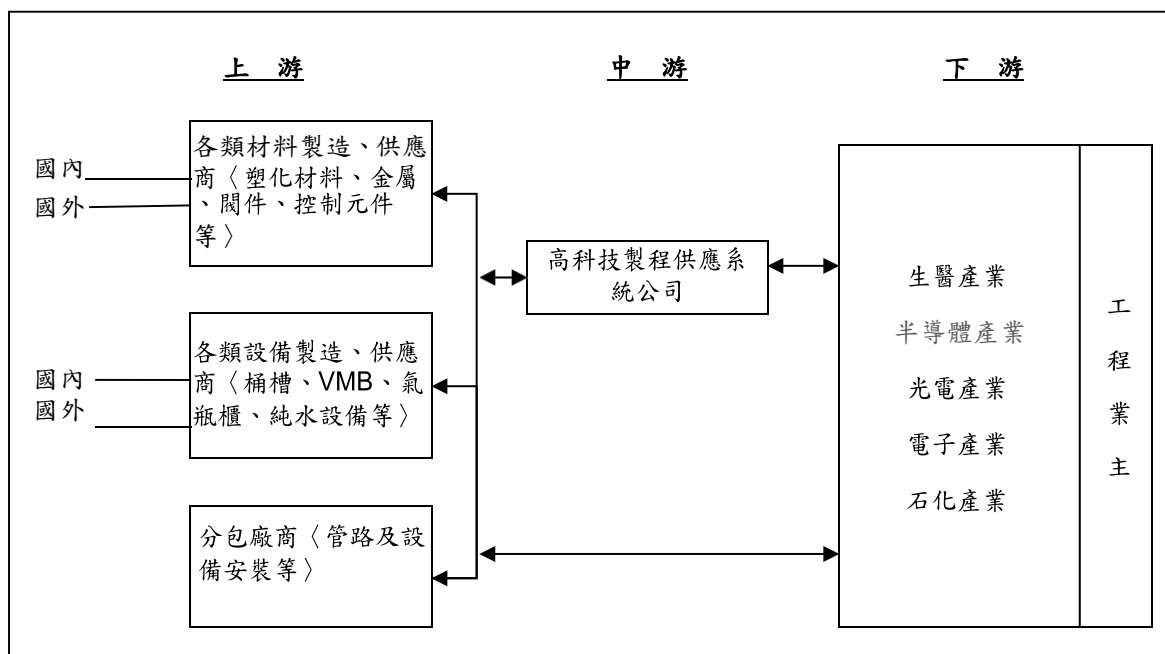 上 游
中 游
下 游
國內
國外
各類材料製造、供應
商〈塑化材料、金屬
、閥件、控制元件
等〉
國內
國外
各類設備製造、供應
商〈桶槽、VMB、氣
瓶櫃、純水設備等〉
分包廠商〈管路及設
備安裝等〉
高科技製程供應系
統公司
生醫產業
半導體產業
光電產業
電子產業
石化產業
工
程
業
主